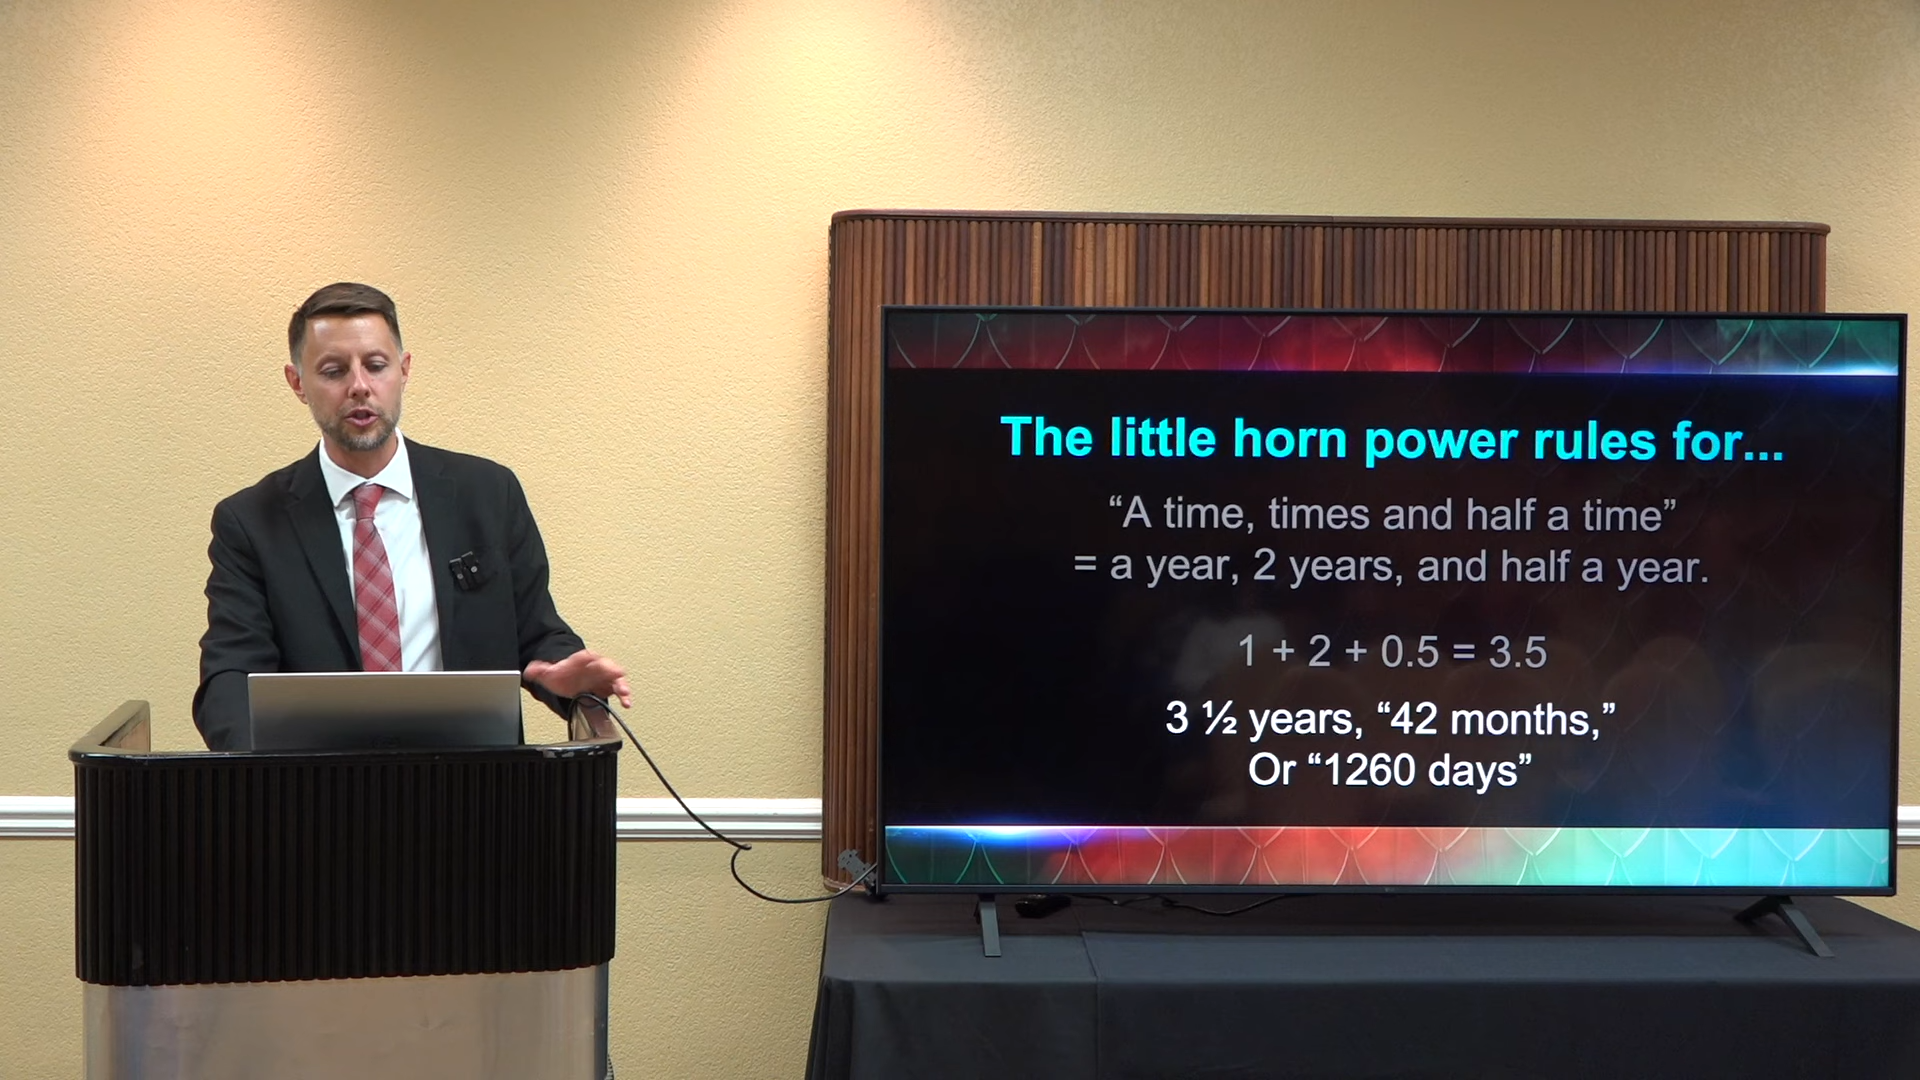 The little horn power rules for...
“A time, times and half a time”
= a year, 2 years, and half a year.
1 + 2 + 0.5 = 3.5
3 ½ years, “42 months,”
Or “1260 days”